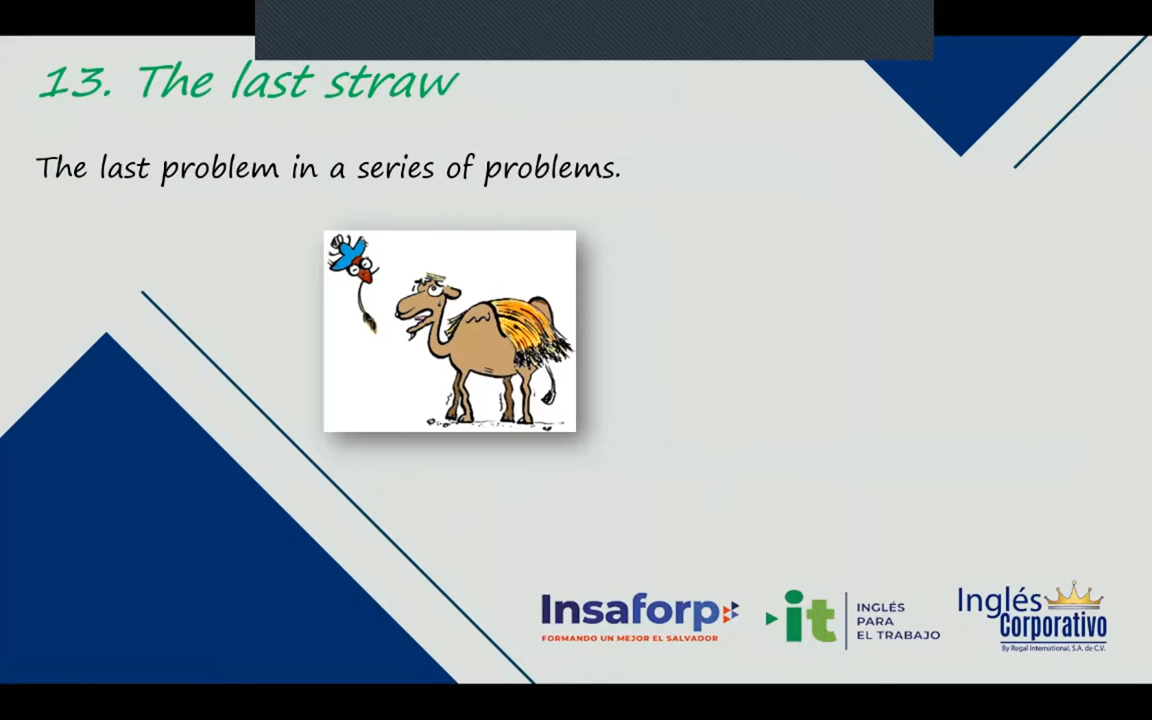 13. The last straw
The last problem in a series of problems.
Insaforp
FORMANDO UN MEJOR EL SALVADOR
it
INGLÉS
PARA
EL TRABAJO
Inglés
Corporativo
By Regal International, S.A. de C.V.